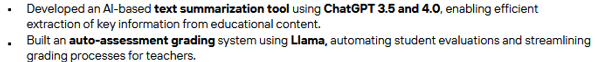 • Developed an AI-based text summarization tool using ChatGPT 3.5 and 4.0, enabling efficient
extraction of key information from educational content.
• Built an auto-assessment grading system using Llama, automating student evaluations and streamlining
grading processes for teachers.